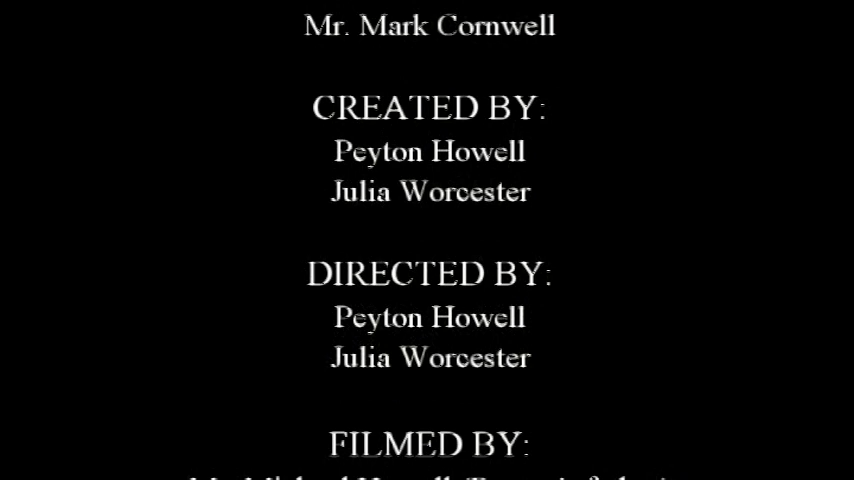 Mr. Mark Cornwell
CREATED BY:
Peyton Howell
Julia Worcester
DIRECTED BY:
Peyton Howell
Julia Worcester
FILMED BY: